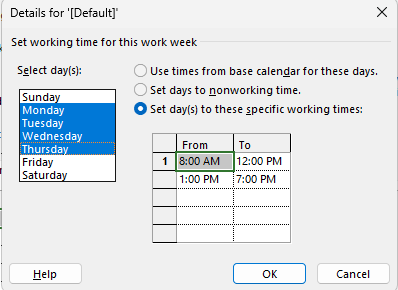 Details for '[Default]'
Set working time for this work week
Select day(s):
Sunday
Monday
Tuesday
Wednesday
Thursday
Friday
Saturday
Use times from base calendar for these days.
Set days to nonworking time.
Set day(s) to these specific working times:
From To
1 8:00 AM 12:00 PM
1:00 PM 7:00 PM
Help OK Cancel